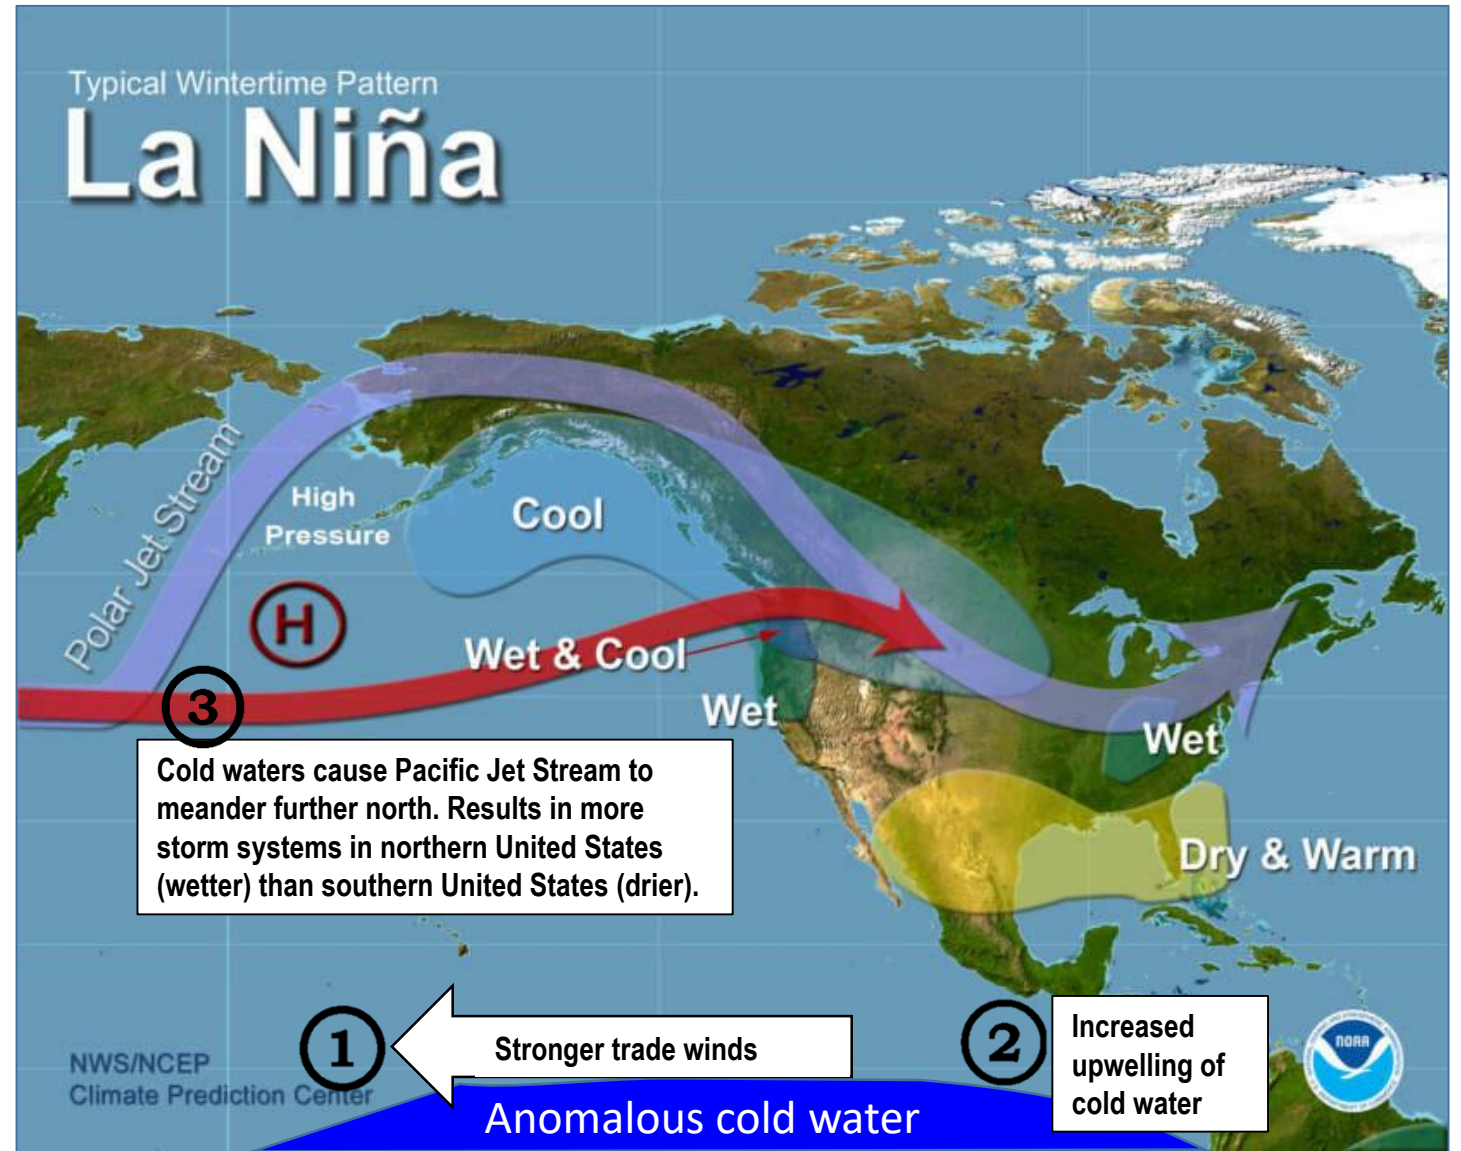 Typical Wintertime Pattern
La Niña
Polar Jet Stream
High
Pressure
Cool
H
Wet & Cool
Wet
Wet
3
Cold waters cause Pacific Jet Stream to
meander further north. Results in more
storm systems in northern United States
(wetter) than southern United States (drier).
Dry & Warm
1
Stronger trade winds
2
Increased
upwelling of
cold water
NWS/NCEP
Climate Prediction Center
Anomalous cold water
NOAA